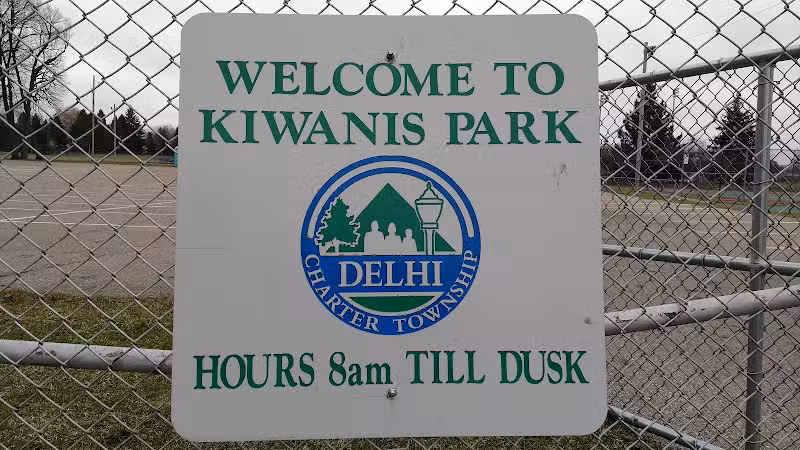 WELCOME TO
KIWANIS PARK
DELHI
CHARTER TOWNSHIP
HOURS 8am TILL DUSK